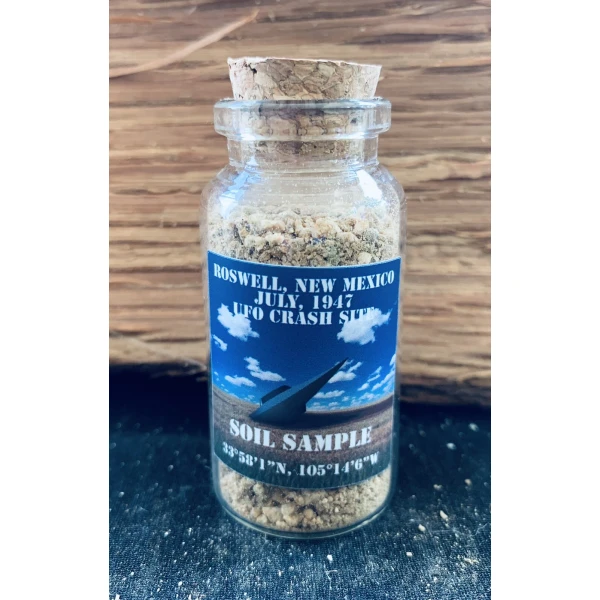 ROSWELL, NEW MEXICO
JULY, 1947
UFO CRASH SITE
SOIL SAMPLE
33°58'1"N, 105°14'6"W